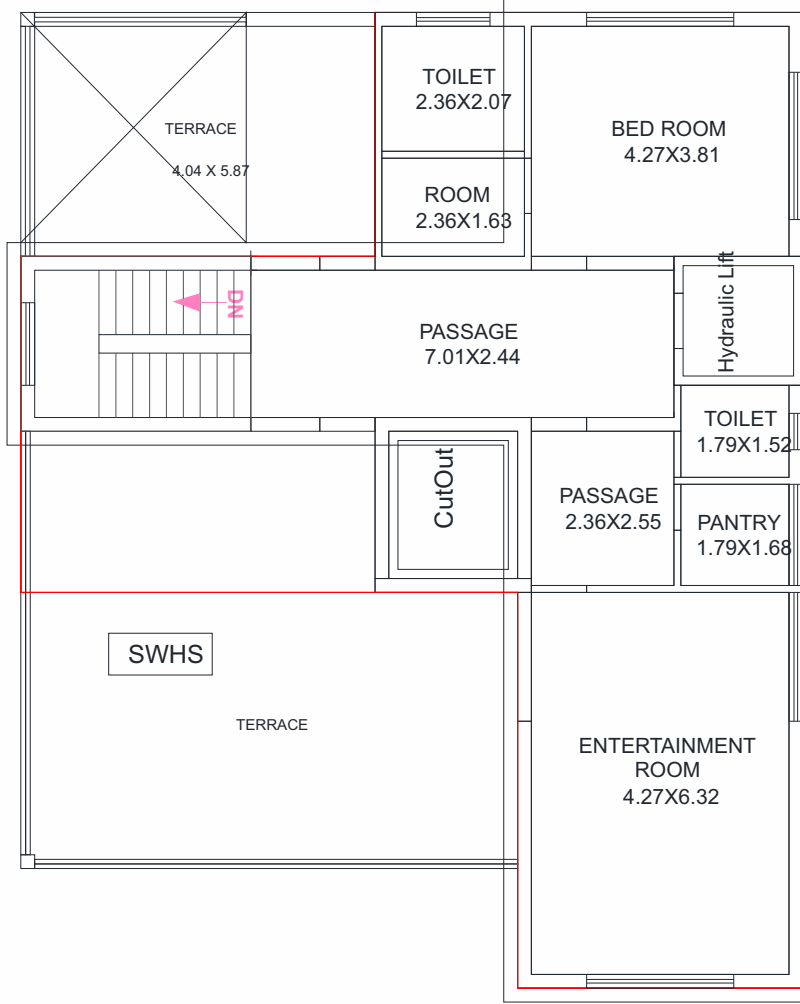 TOILET
2.36X2.07
BED ROOM
4.27X3.81
TERRACE
4.04 X 5.87
ROOM
2.36X1.63
DN
PASSAGE
7.01X2.44
Hydraulic Lift
TOILET
1.79X1.52
CutOut
PASSAGE
2.36X2.55
PANTRY
1.79X1.68
SWHS
TERRACE
ENTERTAINMENT
ROOM
4.27X6.32